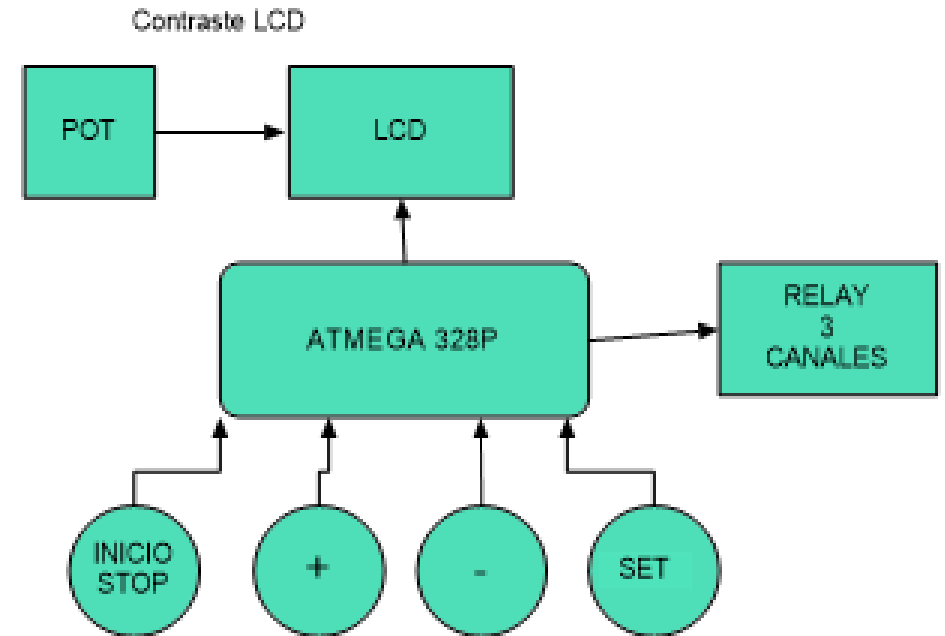 Contraste LCD
POT
LCD
ATMEGA 328P
RELAY
3
CANALES
INICIO
STOP
+
-
SET